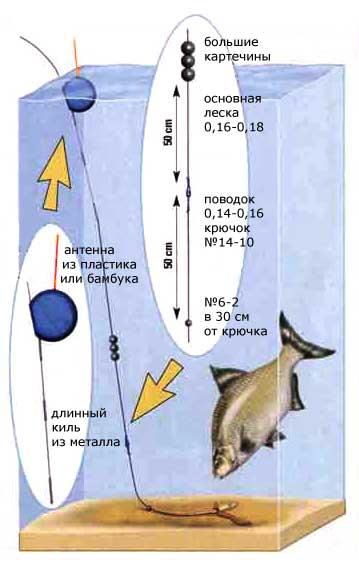 большие
картечины
основная
леска
0,16-0,18
50 cm
поводок
0,14-0,16
крючок
№14-10
50 cm
№6-2
в 30 см
от крючка
антенна
из пластика
или бамбука
длинный
киль
из металла